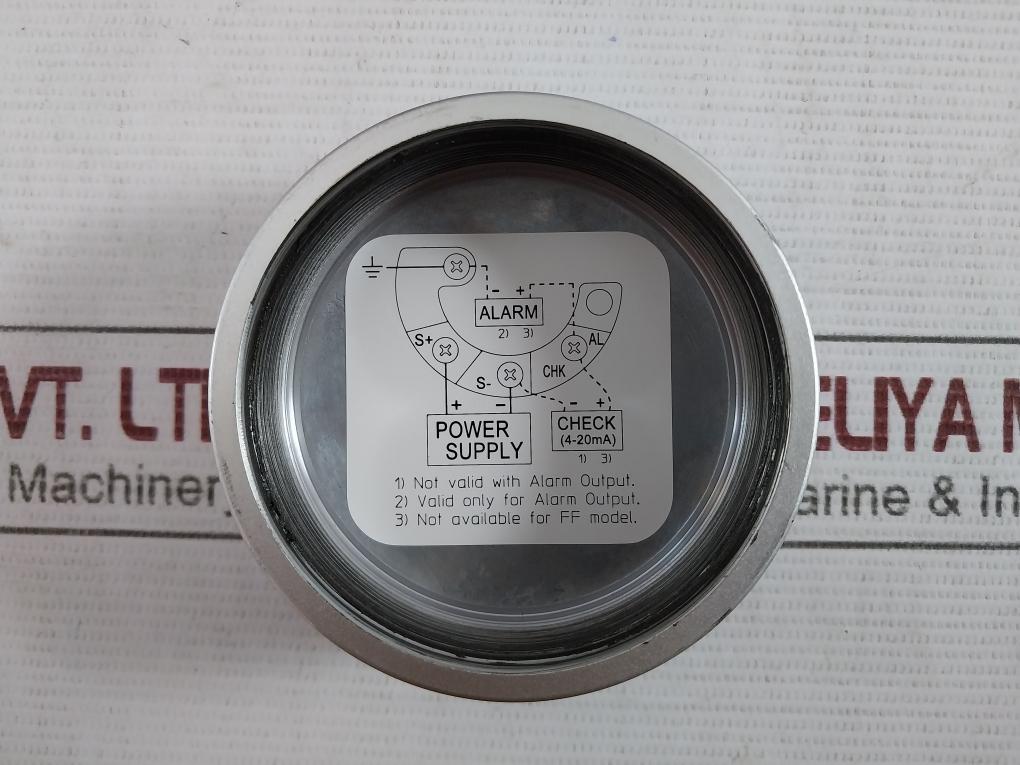 − +
ALARM
2) 3)
S+
AL
S-
CHK
+ −
POWER
SUPPLY
− +
CHECK
(4-20mA)
1) 3)
1) Not valid with Alarm Output.
2) Valid only for Alarm Output.
3) Not available for FF model.
VT. LT
ELIYA M
Machiner
arine & In